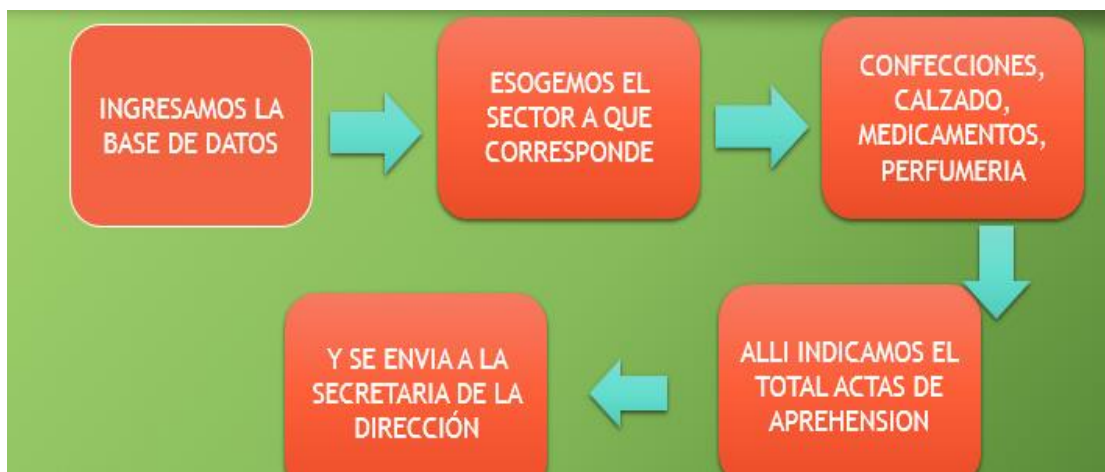 INGRESAMOS LA
BASE DE DATOS
ESOGEMOS EL
SECTOR A QUE
CORRESPONDE
CONFECCIONES,
CALZADO,
MEDICAMENTOS,
PERFUMERIA
ALLI INDICAMOS EL
TOTAL ACTAS DE
APREHENSION
Y SE ENVIA A LA
SECRETARIA DE LA
DIRECCIÓN